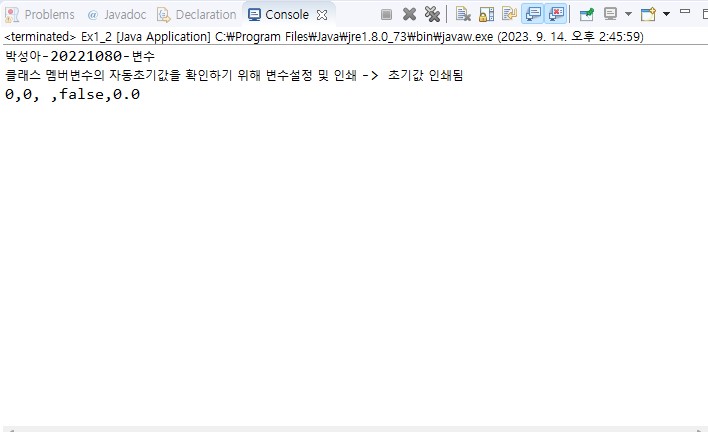 Problems @ Javadoc Declaration Console
<terminated> Ex1_2 [Java Application] C:₩Program Files₩Java₩jre1.8.0_73₩bin₩javaw.exe (2023. 9. 14. 오후 2:45:59)
박성아-20221080-변수
클래스 멤버변수의 자동초기값을 확인하기 위해 변수설정 및 인쇄 -> 초기값 인쇄됨
0,0, ,false,0.0